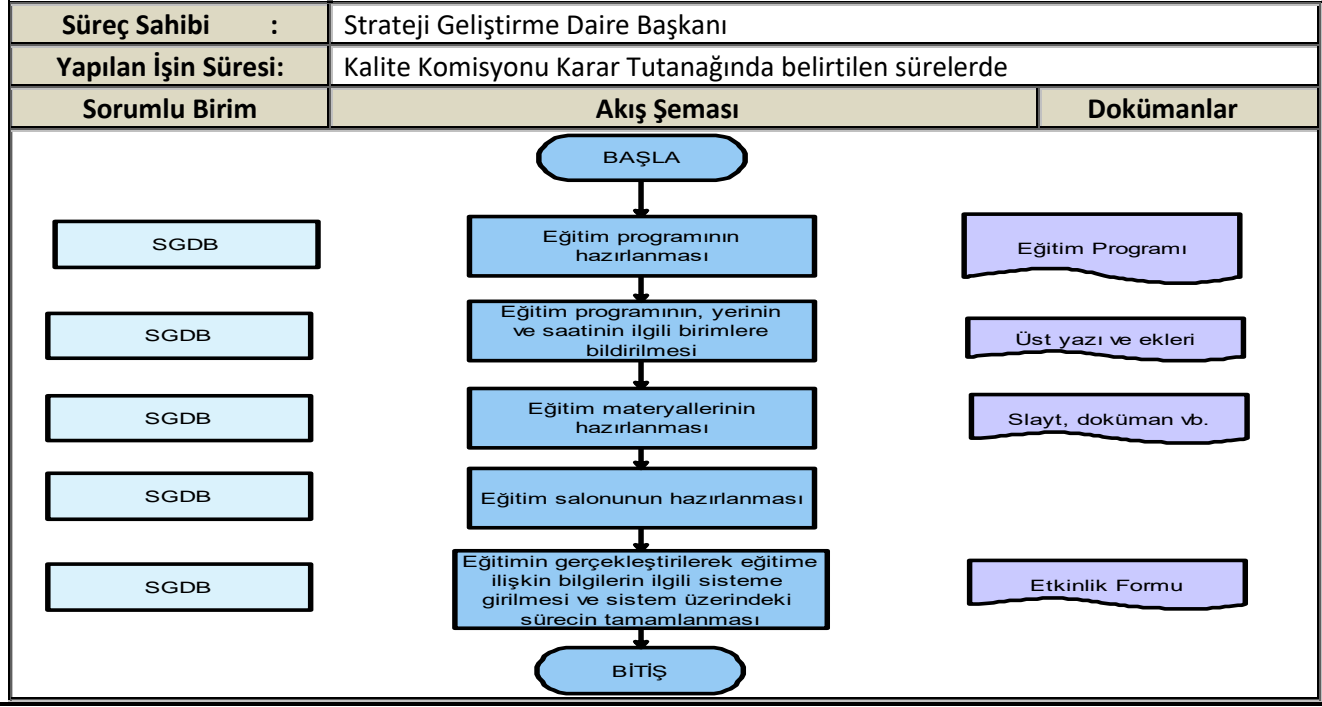 Süreç Sahibi : Strateji Geliştirme Daire Başkanı
Yapılan İşin Süresi: Kalite Komisyonu Karar Tutanağında belirtilen sürelerde
Sorumlu Birim Akış Şeması Dokümanlar
BAŞLA
SGDB
Eğitim programının
hazırlanması
Eğitim Programı
SGDB
Eğitim programının, yerinin
ve saatinin ilgili birimlere
bildirilmesi
Üst yazı ve ekleri
SGDB
Eğitim materyallerinin
hazırlanması
Slayt, doküman vb.
SGDB
Eğitim salonunun hazırlanması
SGDB
Eğitimin gerçekleştirilerek eğitime
ilişkin bilgilerin ilgili sisteme
girilmesi ve sistem üzerindeki
sürecin tamamlanması
Etkinlik Formu
BİTİŞ